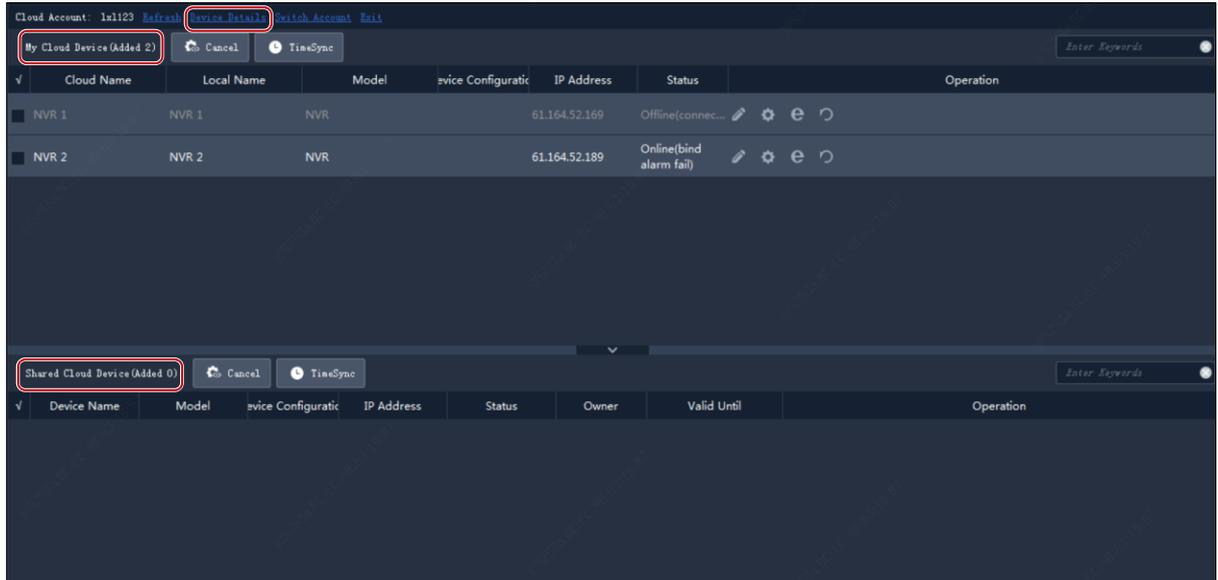 Cloud Account: lxl123 Refresh Device Details Switch Account Exit
My Cloud Device(Added 2) Cancel TimeSync Enter Keywords
√ Cloud Name Local Name Model evice Configuratic IP Address Status Operation
NVR 1 NVR 1 NVR 61.164.52.169 Offline(connec...
NVR 2 NVR 2 NVR 61.164.52.189 Online(bind
alarm fail)
Shared Cloud Device(Added 0) Cancel TimeSync Enter Keywords
√ Device Name Model evice Configuratic IP Address Status Owner Valid Until Operation